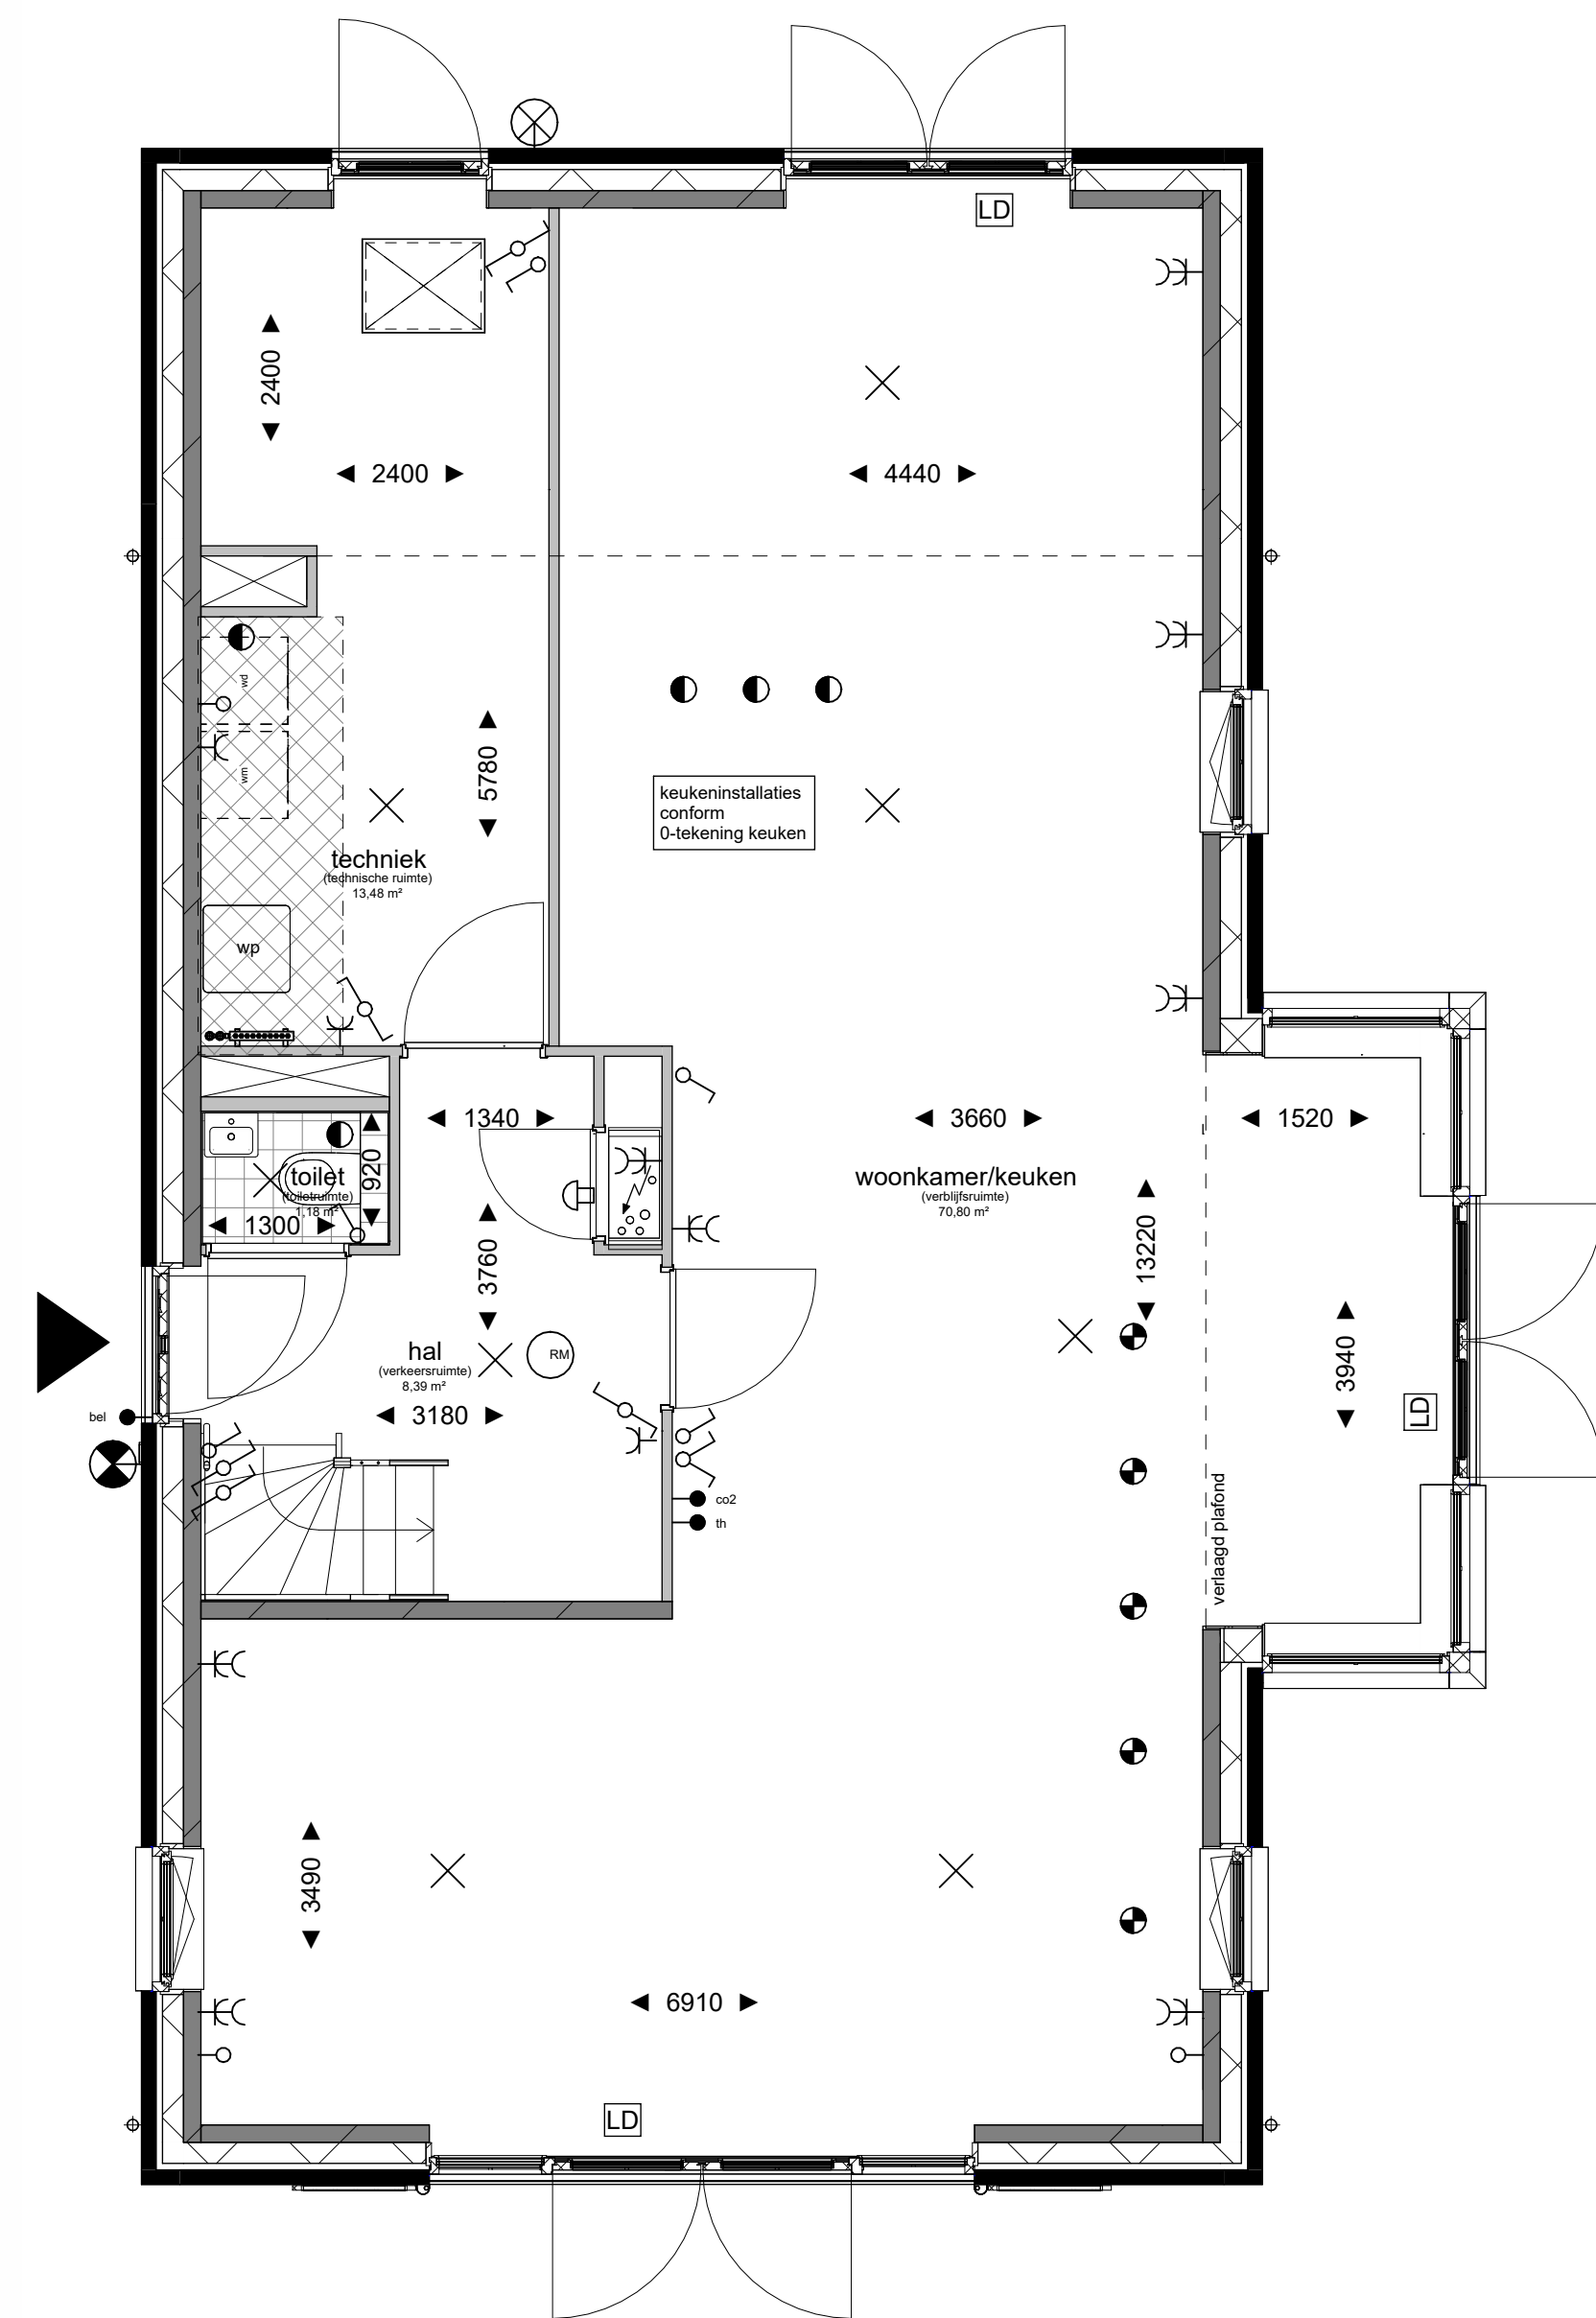 LD
2400
2400
4440
wd
wm
5780
keukeninstallaties
conform
0-tekening keuken
techniek
(technische ruimte)
13,48 m²
wp
1340
3660
1520
920
toilet
(toiletruimte)
1,18 m²
1300
woonkamer/keuken
(verblijfsruimte)
70,80 m²
3760
13220
hal
(verkeersruimte)
8,39 m²
RM
3940
LD
3180
bel
co2
th
verlaagd plafond
3490
6910
LD